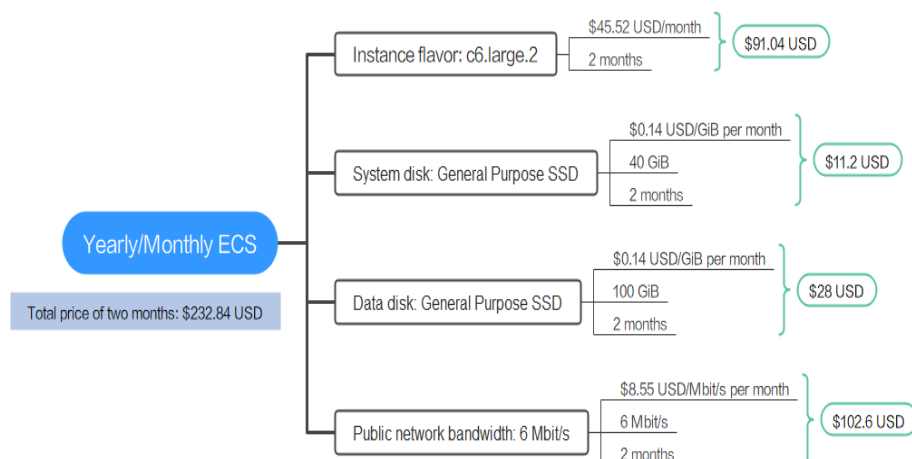 Yearly/Monthly ECS
Total price of two months: $232.84 USD
Instance flavor: c6.large.2
$45.52 USD/month
2 months
$91.04 USD
System disk: General Purpose SSD
$0.14 USD/GiB per month
40 GiB
2 months
$11.2 USD
Data disk: General Purpose SSD
$0.14 USD/GiB per month
100 GiB
2 months
$28 USD
Public network bandwidth: 6 Mbit/s
$8.55 USD/Mbit/s per month
6 Mbit/s
2 months
$102.6 USD